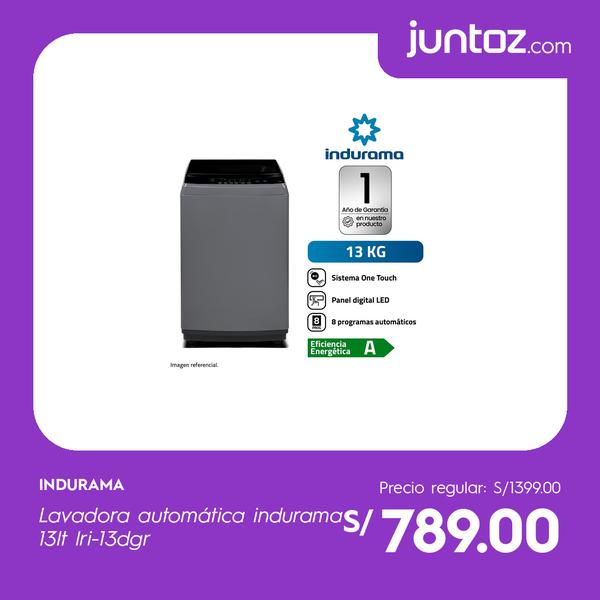 juntoz.com
indurama
1
Año de Garantía
en nuestro
producto
13 KG
Sistema One Touch
Panel digital LED
8
PROG
8 programas automáticos
Eficiencia
Energética
A
Imagen referencial.
INDURAMA
Precio regular: S/1399.00
Lavadora automática indurama
13lt lri-13dgr
S/789.00